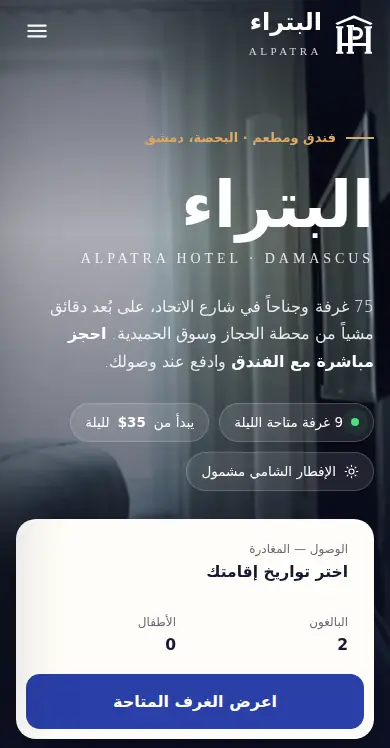 البتراء
ALPATRA
فندق ومطعم · البحصة، دمشق
البتراء
ALPATRA HOTEL · DAMASCUS
75 غرفة وجناحاً في شارع الاتحاد، على بُعد دقائق
مشياً من محطة الحجاز وسوق الحميدية. احجز
مباشرة مع الفندق وادفع عند وصولك.
9 غرفة متاحة الليلة
يبدأ من $35 لليلة
الإفطار الشامي مشمول
الوصول — المغادرة
اختر تواريخ إقامتك
البالغون
الأطفال
2
0
اعرض الغرف المتاحة